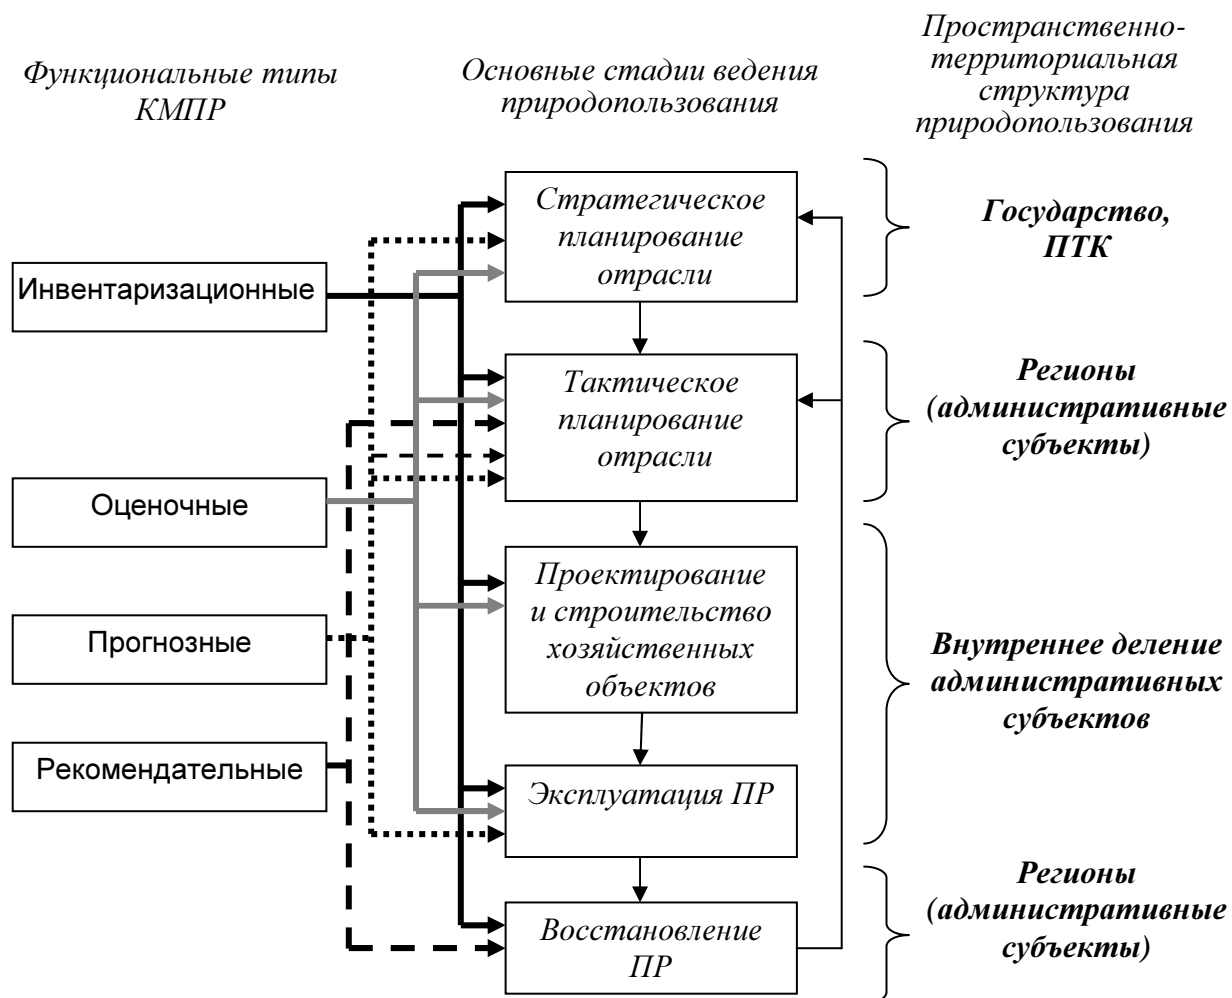 Функциональные типы
КМПР
Основные стадии ведения
природопользования
Пространственно-
территориальная
структура
природопользования
Инвентаризационные
Оценочные
Прогнозные
Рекомендательные
Стратегическое
планирование
отрасли
Тактическое
планирование
отрасли
Проектирование
и строительство
хозяйственных
объектов
Эксплуатация ПР
Восстановление
ПР
Государство,
ПТК
Регионы
(административные
субъекты)
Внутреннее деление
административных
субъектов
Регионы
(административные
субъекты)